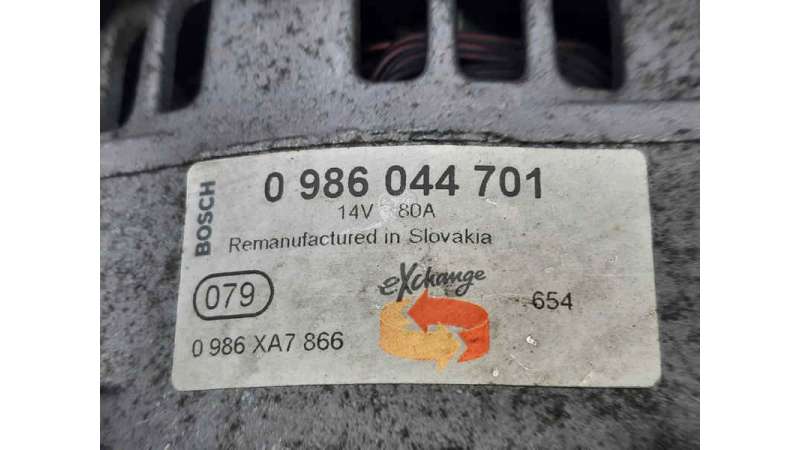 BOSCH
0 986 044 701
14V 80A
Remanufactured in Slovakia
079
eXchange
654
0 986 XA7 866